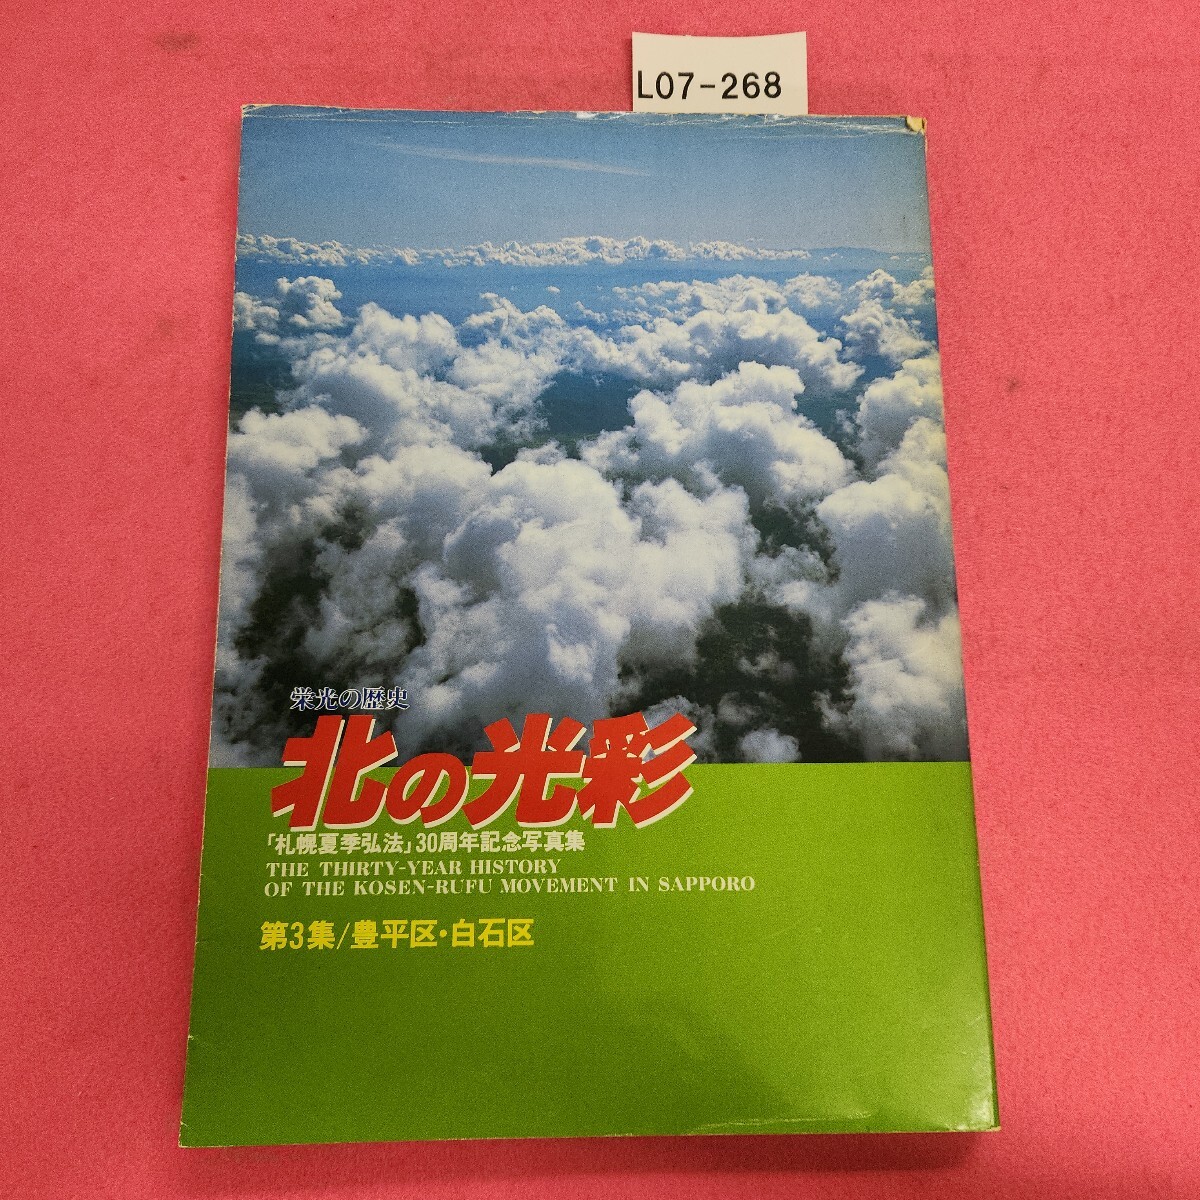 L07-268
栄光の歴史
北の光彩
「札幌夏季弘法」30周年記念写真集
THE THIRTY-YEAR HISTORY
OF THE KOSEN-RUFU MOVEMENT IN SAPPORO
第3集/豊平区・白石区